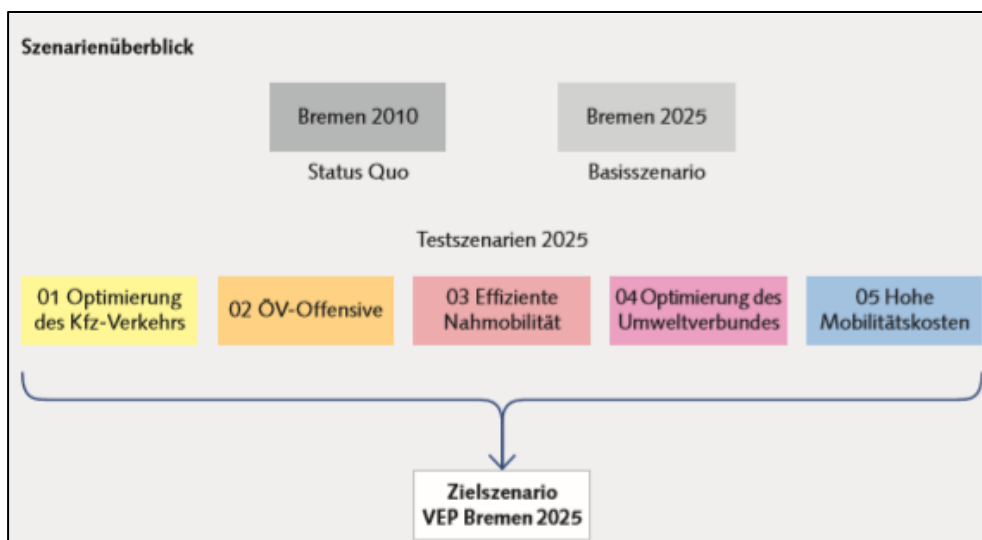 Szenarienüberblick
Bremen 2010
Bremen 2025
Status Quo
Basisszenario
Testszenarien 2025
01 Optimierung
des Kfz-Verkehrs
02 ÖV-Offensive
03 Effiziente
Nahmobilität
04 Optimierung des
Umweltverbundes
05 Hohe
Mobilitätskosten
Zielszenario
VEP Bremen 2025